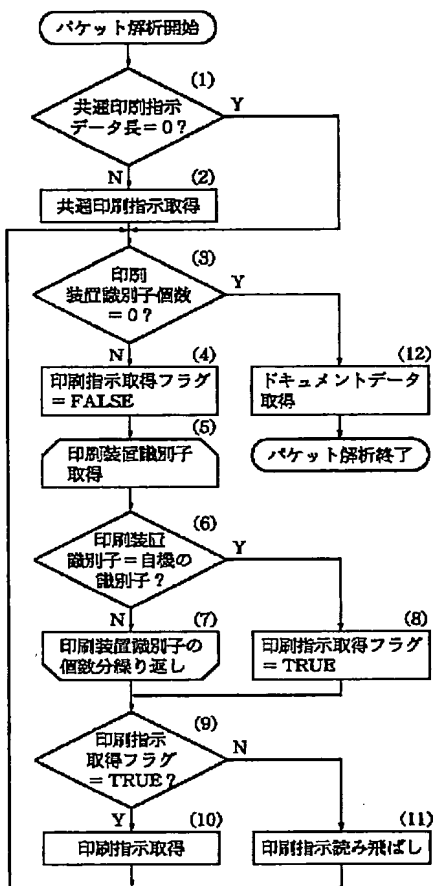 パケット解析開始
(1)
共通印刷指示
データ長=0?
Y
N
(2)
共通印刷指示取得
(3)
印刷
装置識別子個数
=0?
Y
N
(4)
印刷指示取得フラグ
=FALSE
(12)
ドキュメントデータ
取得
(5)
印刷装置識別子
取得
パケット解析終了
(6)
印刷装置
識別子=自機の
識別子?
Y
N
(7)
印刷装置識別子の
個数分繰り返し
(8)
印刷指示取得フラグ
=TRUE
(9)
印刷指示
取得フラグ
=TRUE?
N
Y
(10)
印刷指示取得
(11)
印刷指示読み飛ばし